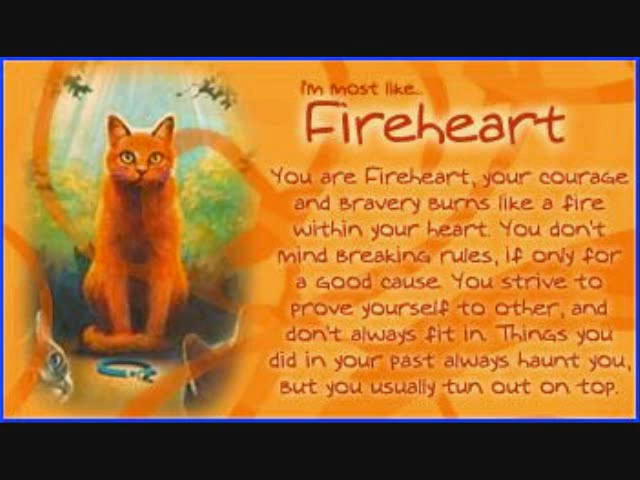 I'm most like..
Fireheart
You are Fireheart, your courage
and bravery burns like a fire
within your heart. You don't
mind breaking rules, if only for
a good cause. You strive to
prove yourself to other, and
don't always fit in. Things you
did in your past always haunt you,
but you usually tun out on top.